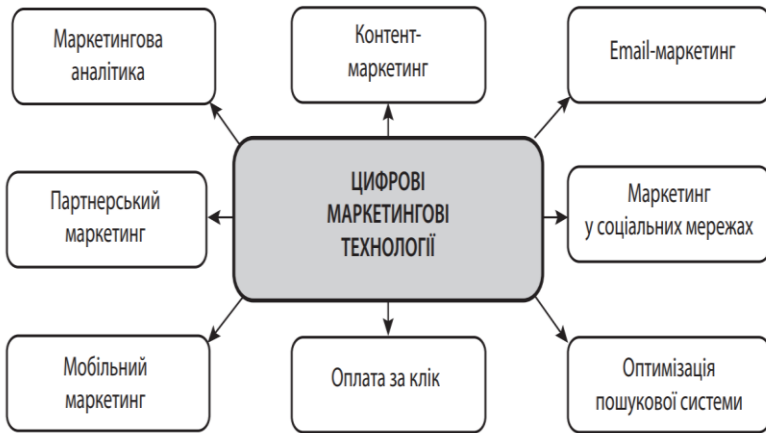 Маркетингова
аналітика
Контент-
маркетинг
Email-маркетинг
Партнерський
маркетинг
ЦИФРОВІ
МАРКЕТИНГОВІ
ТЕХНОЛОГІЇ
Маркетинг
у соціальних мережах
Мобільний
маркетинг
Оплата за клік
Оптимізація
пошукової системи